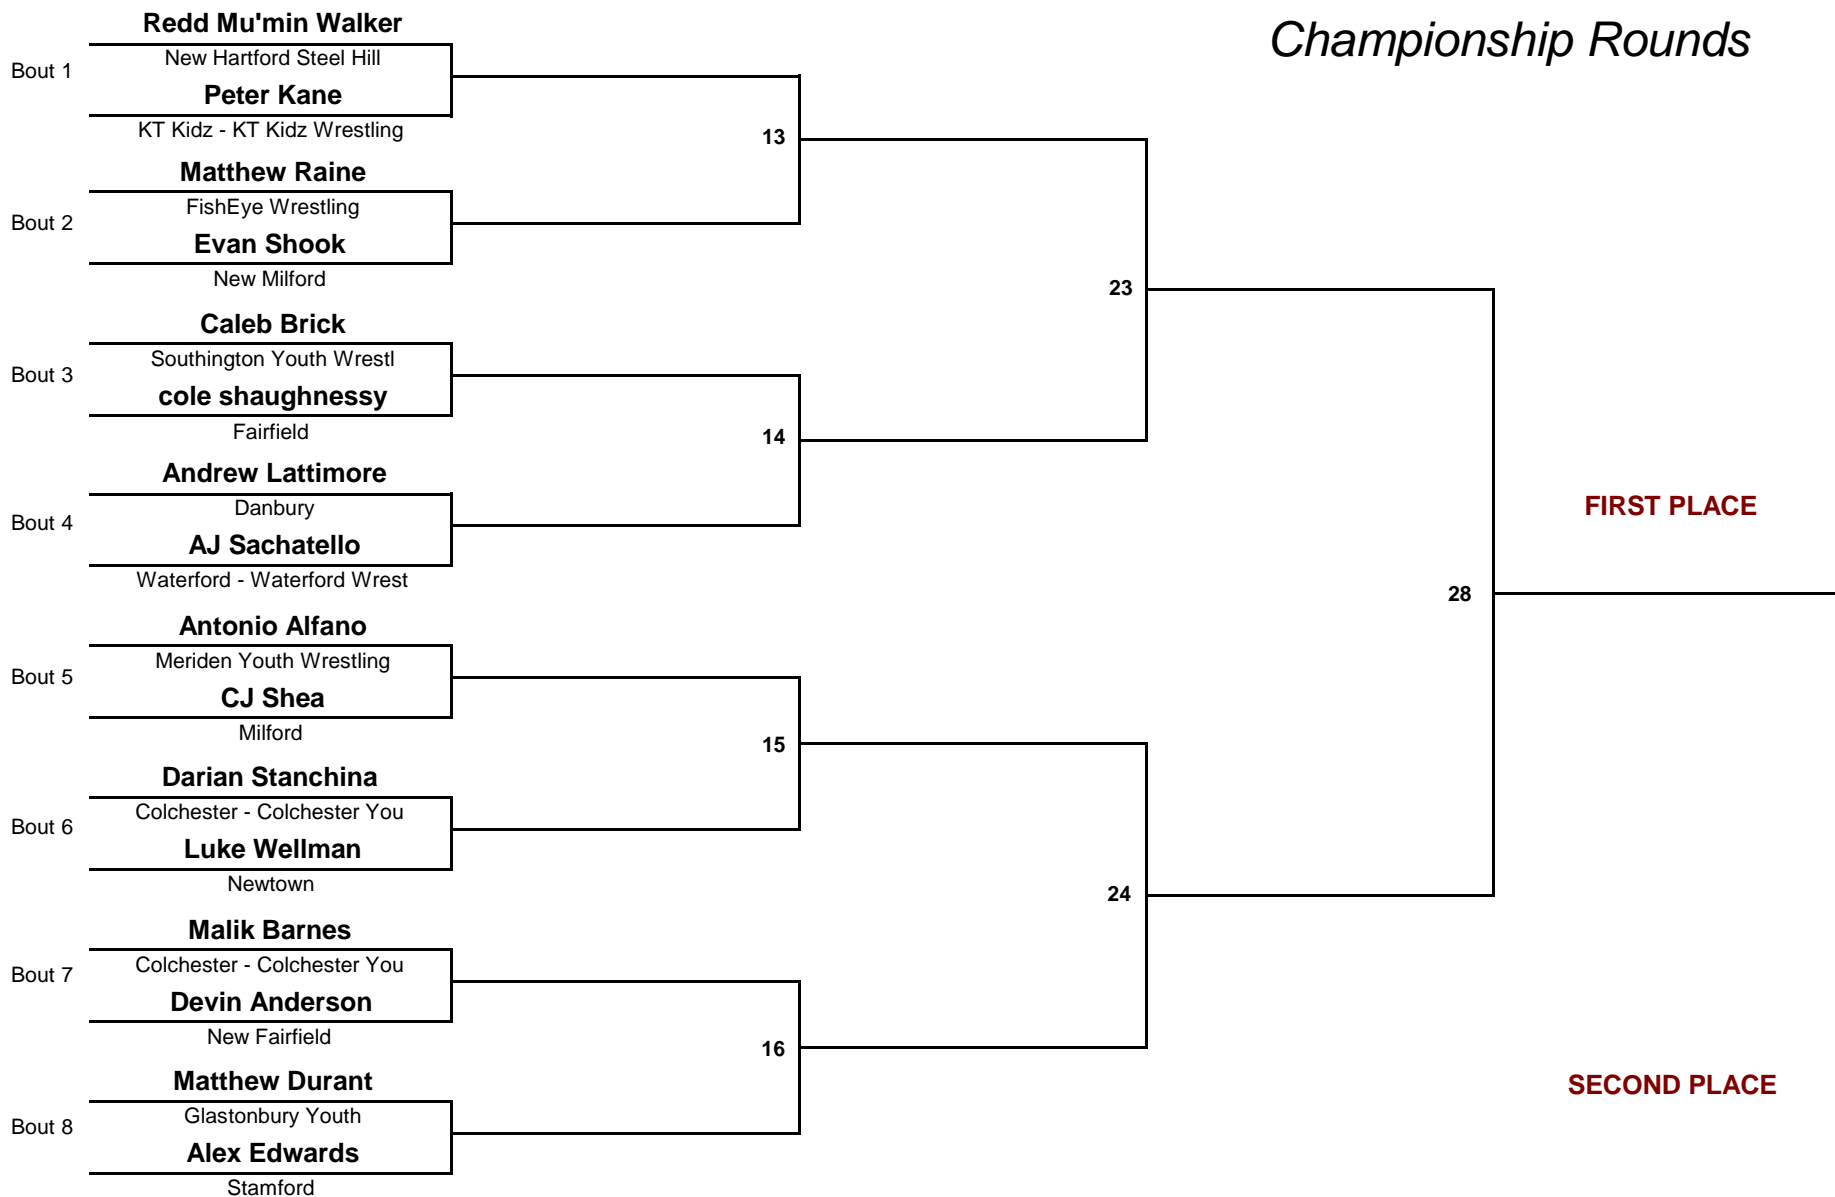 Championship Rounds
Redd Mu'min Walker
New Hartford Steel Hill
Bout 1
Peter Kane
KT Kidz - KT Kidz Wrestling
13
Matthew Raine
FishEye Wrestling
Bout 2
Evan Shook
New Milford
23
Caleb Brick
Southington Youth Wrestl
Bout 3
cole shaughnessy
Fairfield
14
Andrew Lattimore
Danbury
Bout 4
AJ Sachatello
Waterford - Waterford Wrest
FIRST PLACE
28
Antonio Alfano
Meriden Youth Wrestling
Bout 5
CJ Shea
Milford
15
Darian Stanchina
Colchester - Colchester You
Bout 6
Luke Wellman
Newtown
24
Malik Barnes
Colchester - Colchester You
Bout 7
Devin Anderson
New Fairfield
16
Matthew Durant
Glastonbury Youth
Bout 8
Alex Edwards
Stamford
SECOND PLACE